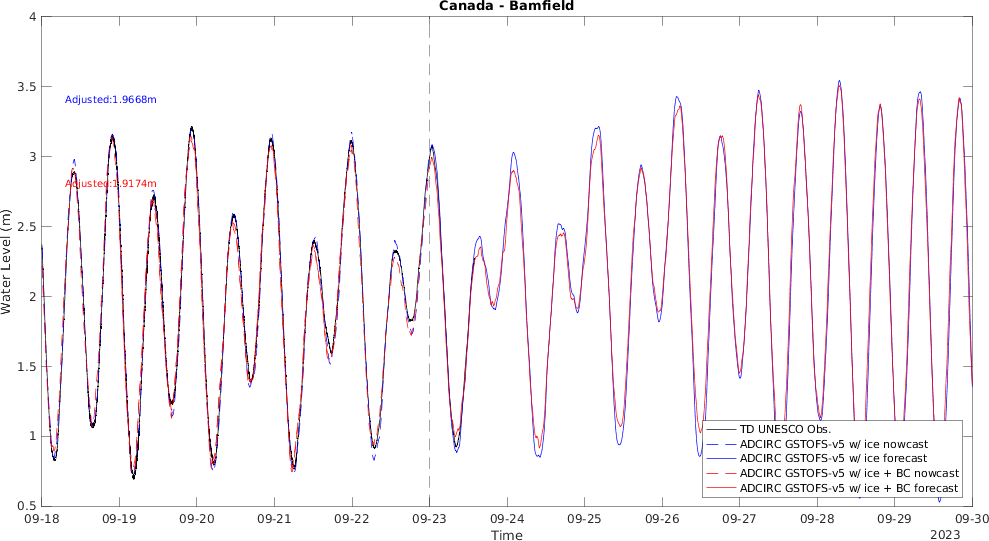 Canada - Bamfield
4
3.5
3
2.5
2
1.5
1
0.5
Water Level (m)
Adjusted:1.9668m
Adjusted:1.9174m
TD UNESCO Obs.
ADCIRC GSTOFS-v5 w/ ice nowcast
ADCIRC GSTOFS-v5 w/ ice forecast
ADCIRC GSTOFS-v5 w/ ice + BC nowcast
ADCIRC GSTOFS-v5 w/ ice + BC forecast
09-18 09-19 09-20 09-21 09-22 09-23 09-24 09-25 09-26 09-27 09-28 09-29 09-30
Time
2023